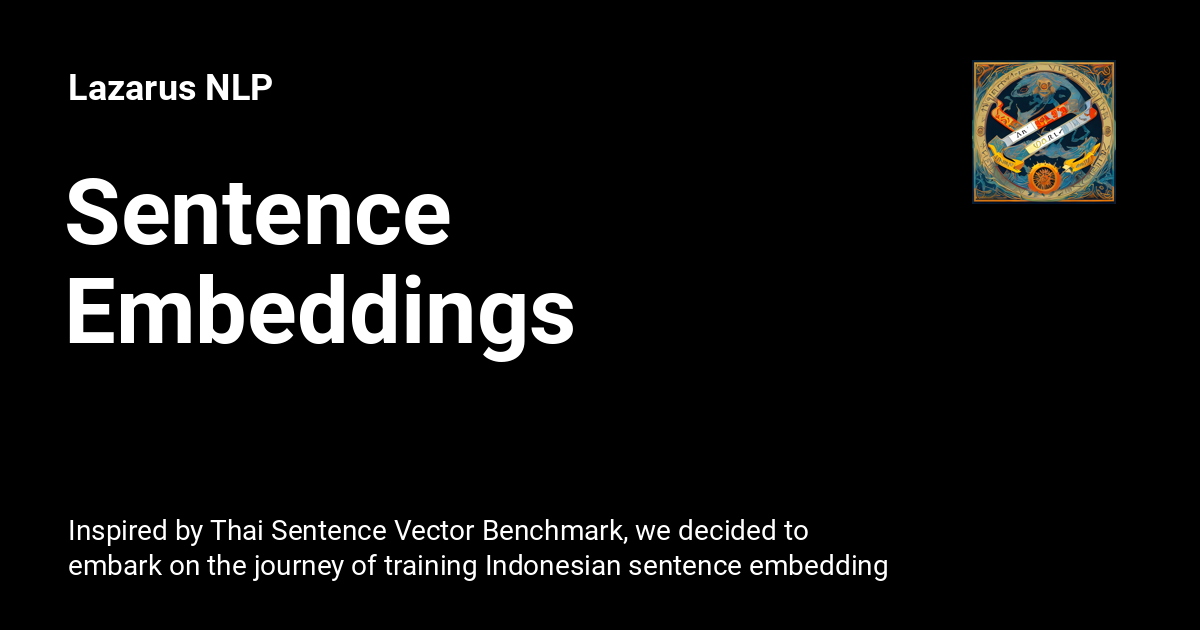 Lazarus NLP
Sentence
Embeddings
Inspired by Thai Sentence Vector Benchmark, we decided to
embark on the journey of training Indonesian sentence embedding